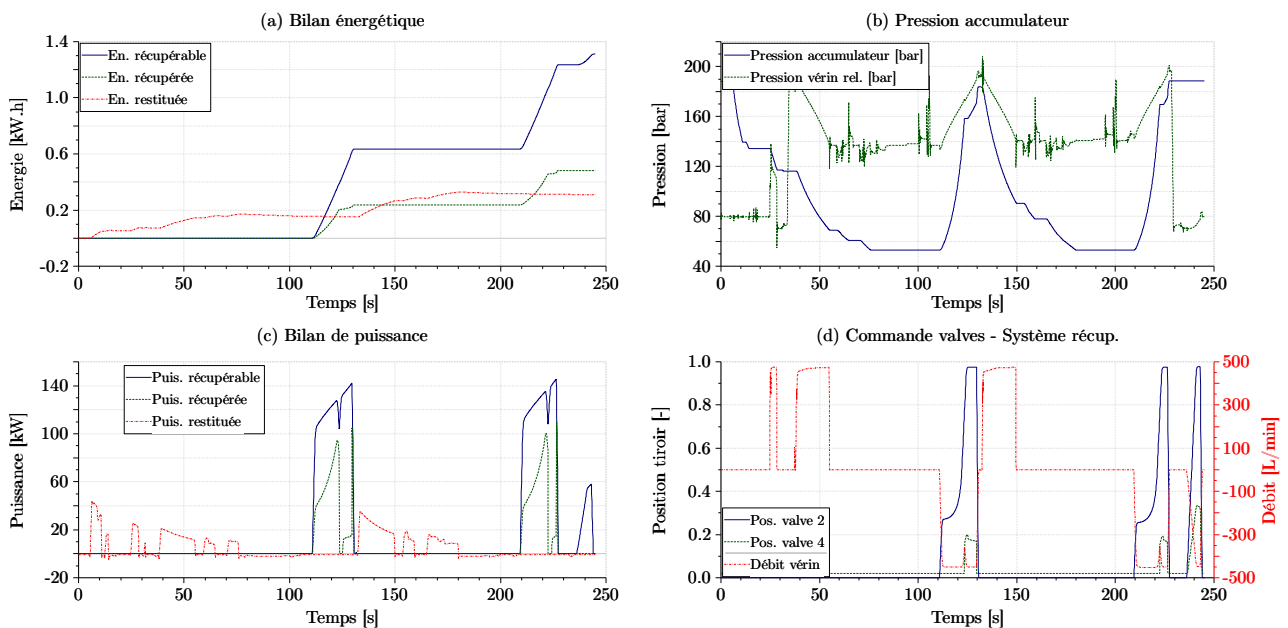 (a) Bilan énergétique
1.4
1.0
0.6
0.2
-0.2
Energie [kW.h]
En. récupérable
En. récupérée
En. restituée
0 50 100 150 200 250
Temps [s]
(b) Pression accumulateur
220
200
160
120
80
40
Pression [bar]
Pression accumulateur [bar]
Pression vérin rel. [bar]
0 50 100 150 200 250
Temps [s]
(c) Bilan de puissance
140
100
60
20
-20
Puissance [kW]
Puis. récupérable
Puis. récupérée
Puis. restituée
0 50 100 150 200 250
Temps [s]
(d) Commande valves - Système récup.
1.0
0.8
0.6
0.4
0.2
0.0
Position tiroir [-]
Pos. valve 2
Pos. valve 4
Débit vérin
500
300
100
-100
-300
-500
Débit [L/min]
0 50 100 150 200 250
Temps [s]